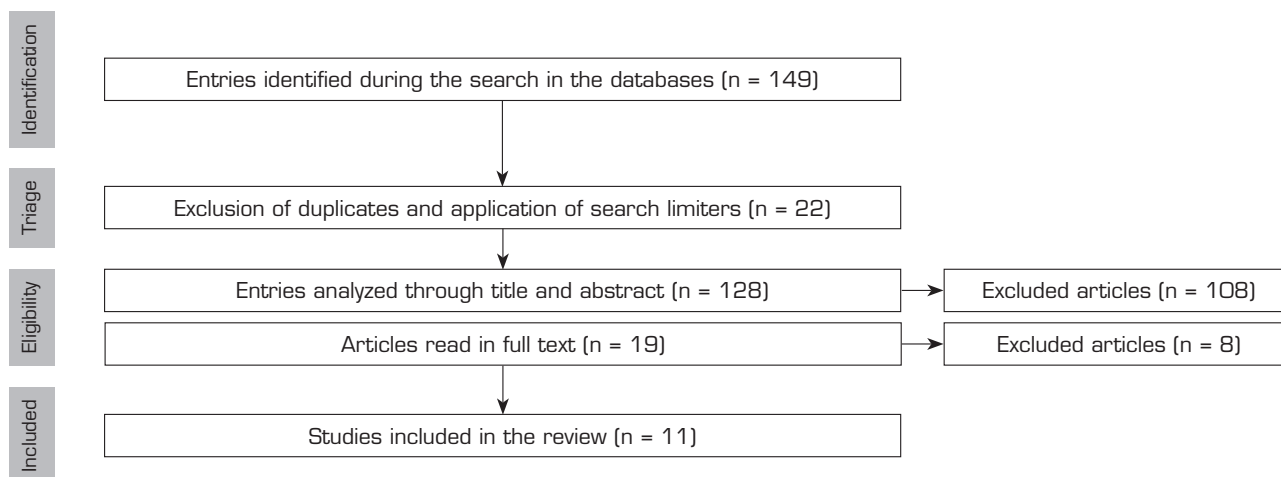 Identification
Entries identified during the search in the databases (n = 149)
Triage
Exclusion of duplicates and application of search limiters (n = 22)
Eligibility
Entries analyzed through title and abstract (n = 128)
Excluded articles (n = 108)
Articles read in full text (n = 19)
Excluded articles (n = 8)
Included
Studies included in the review (n = 11)